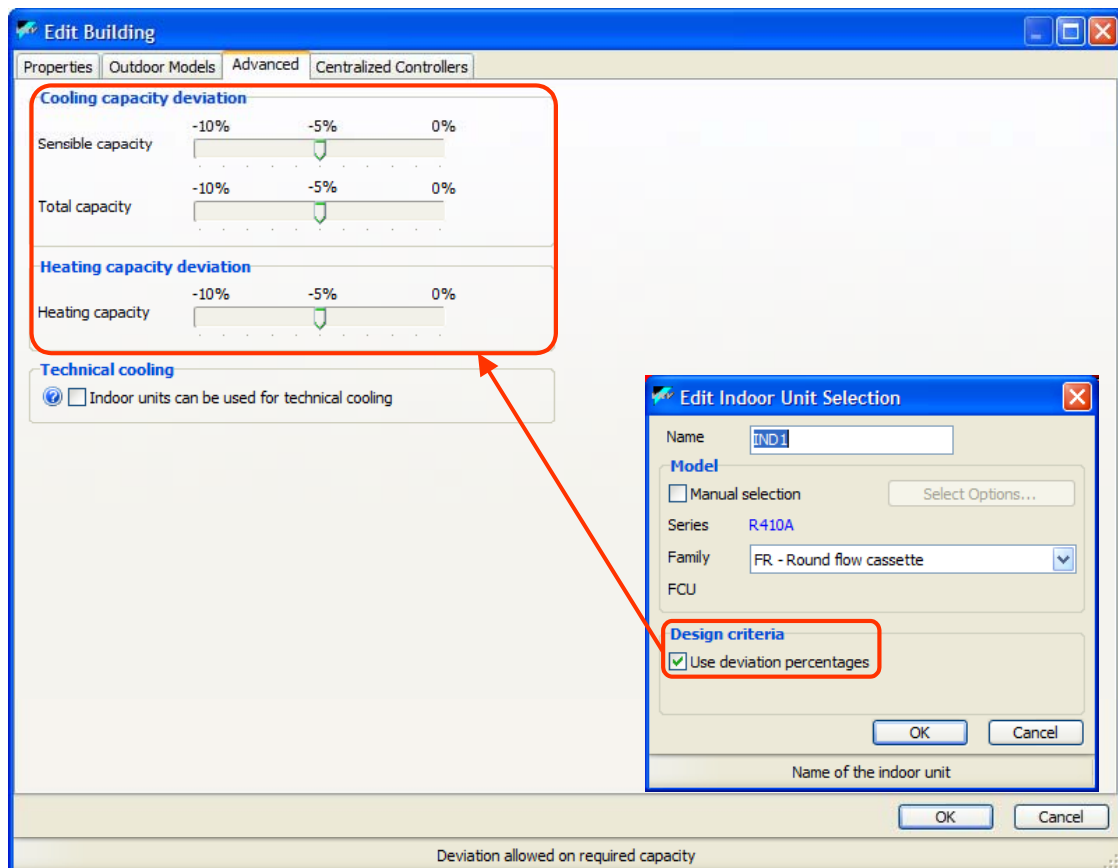 Edit Building
Properties Outdoor Models Advanced Centralized Controllers
Cooling capacity deviation
-10% -5% 0%
Sensible capacity
-10% -5% 0%
Total capacity
Heating capacity deviation
-10% -5% 0%
Heating capacity
Technical cooling
Indoor units can be used for technical cooling
Edit Indoor Unit Selection
Name IND1
Model
Manual selection Select Options...
Series R410A
Family FR - Round flow cassette
FCU
Design criteria
Use deviation percentages
OK Cancel
Name of the indoor unit
OK Cancel
Deviation allowed on required capacity